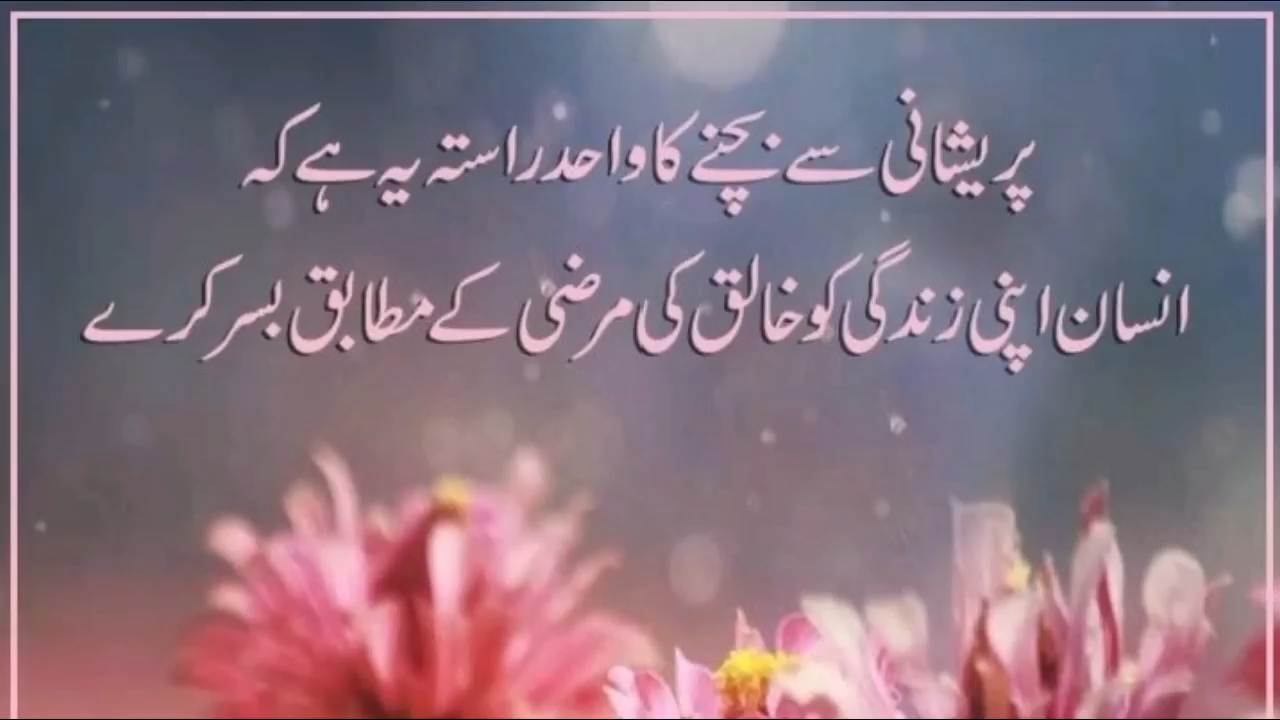 پریشانی سے بچنے کا واحد راستہ یہ ہے کہ
انسان اپنی زندگی کو خالق کی مرضی کے مطابق بسر کرے